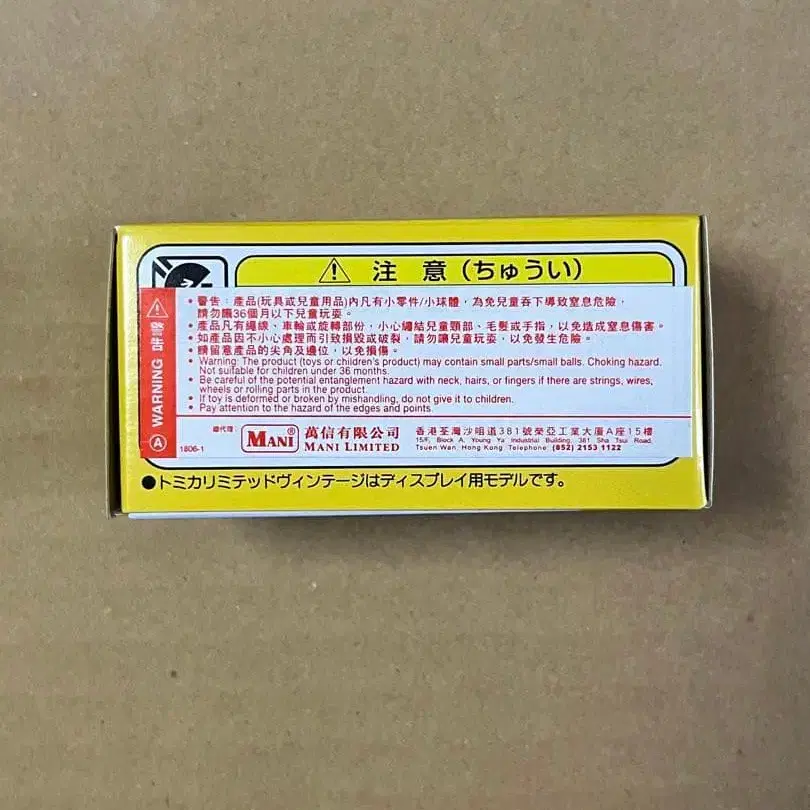 ⚠ 注意(ちゅうい)
⚠ 警告 WARNING Ⓐ
• 警告:產品(玩具或兒童用品)內凡有小零件/小球體,為免兒童吞下導致窒息危險,
請勿讓36個月以下兒童玩耍。
• 產品凡有繩線、車輪或旋轉部份,小心纏結兒童頸部、毛髮或手指,以免造成窒息傷害。
• 如產品因不小心處理而引致損毀或破裂,請勿讓兒童玩耍,以免發生危險。
• 請留意產品的尖角及邊位,以免損傷。
• Warning: The product (toys or children's product) may contain small parts/small balls. Choking hazard.
Not suitable for children under 36 months.
• Be careful of the potential entanglement hazard with neck, hairs, or fingers if there are strings, wires,
wheels or rolling parts in the product.
• If toy is deformed or broken by mishandling, do not give it to children.
• Pay attention to the hazard of the edges and points.
1806-1
總代理:
MANI®
萬信有限公司
MANI LIMITED
香港荃灣沙咀道381號榮亞工業大廈A座15樓
15/F, Block A, Young Ya Industrial Building, 381 Sha Tsui Road,
Tsuen Wan, Hong Kong Telephone: (852) 2153 1122
●トミカリミテッドヴィンテージはディスプレイ用モデルです。